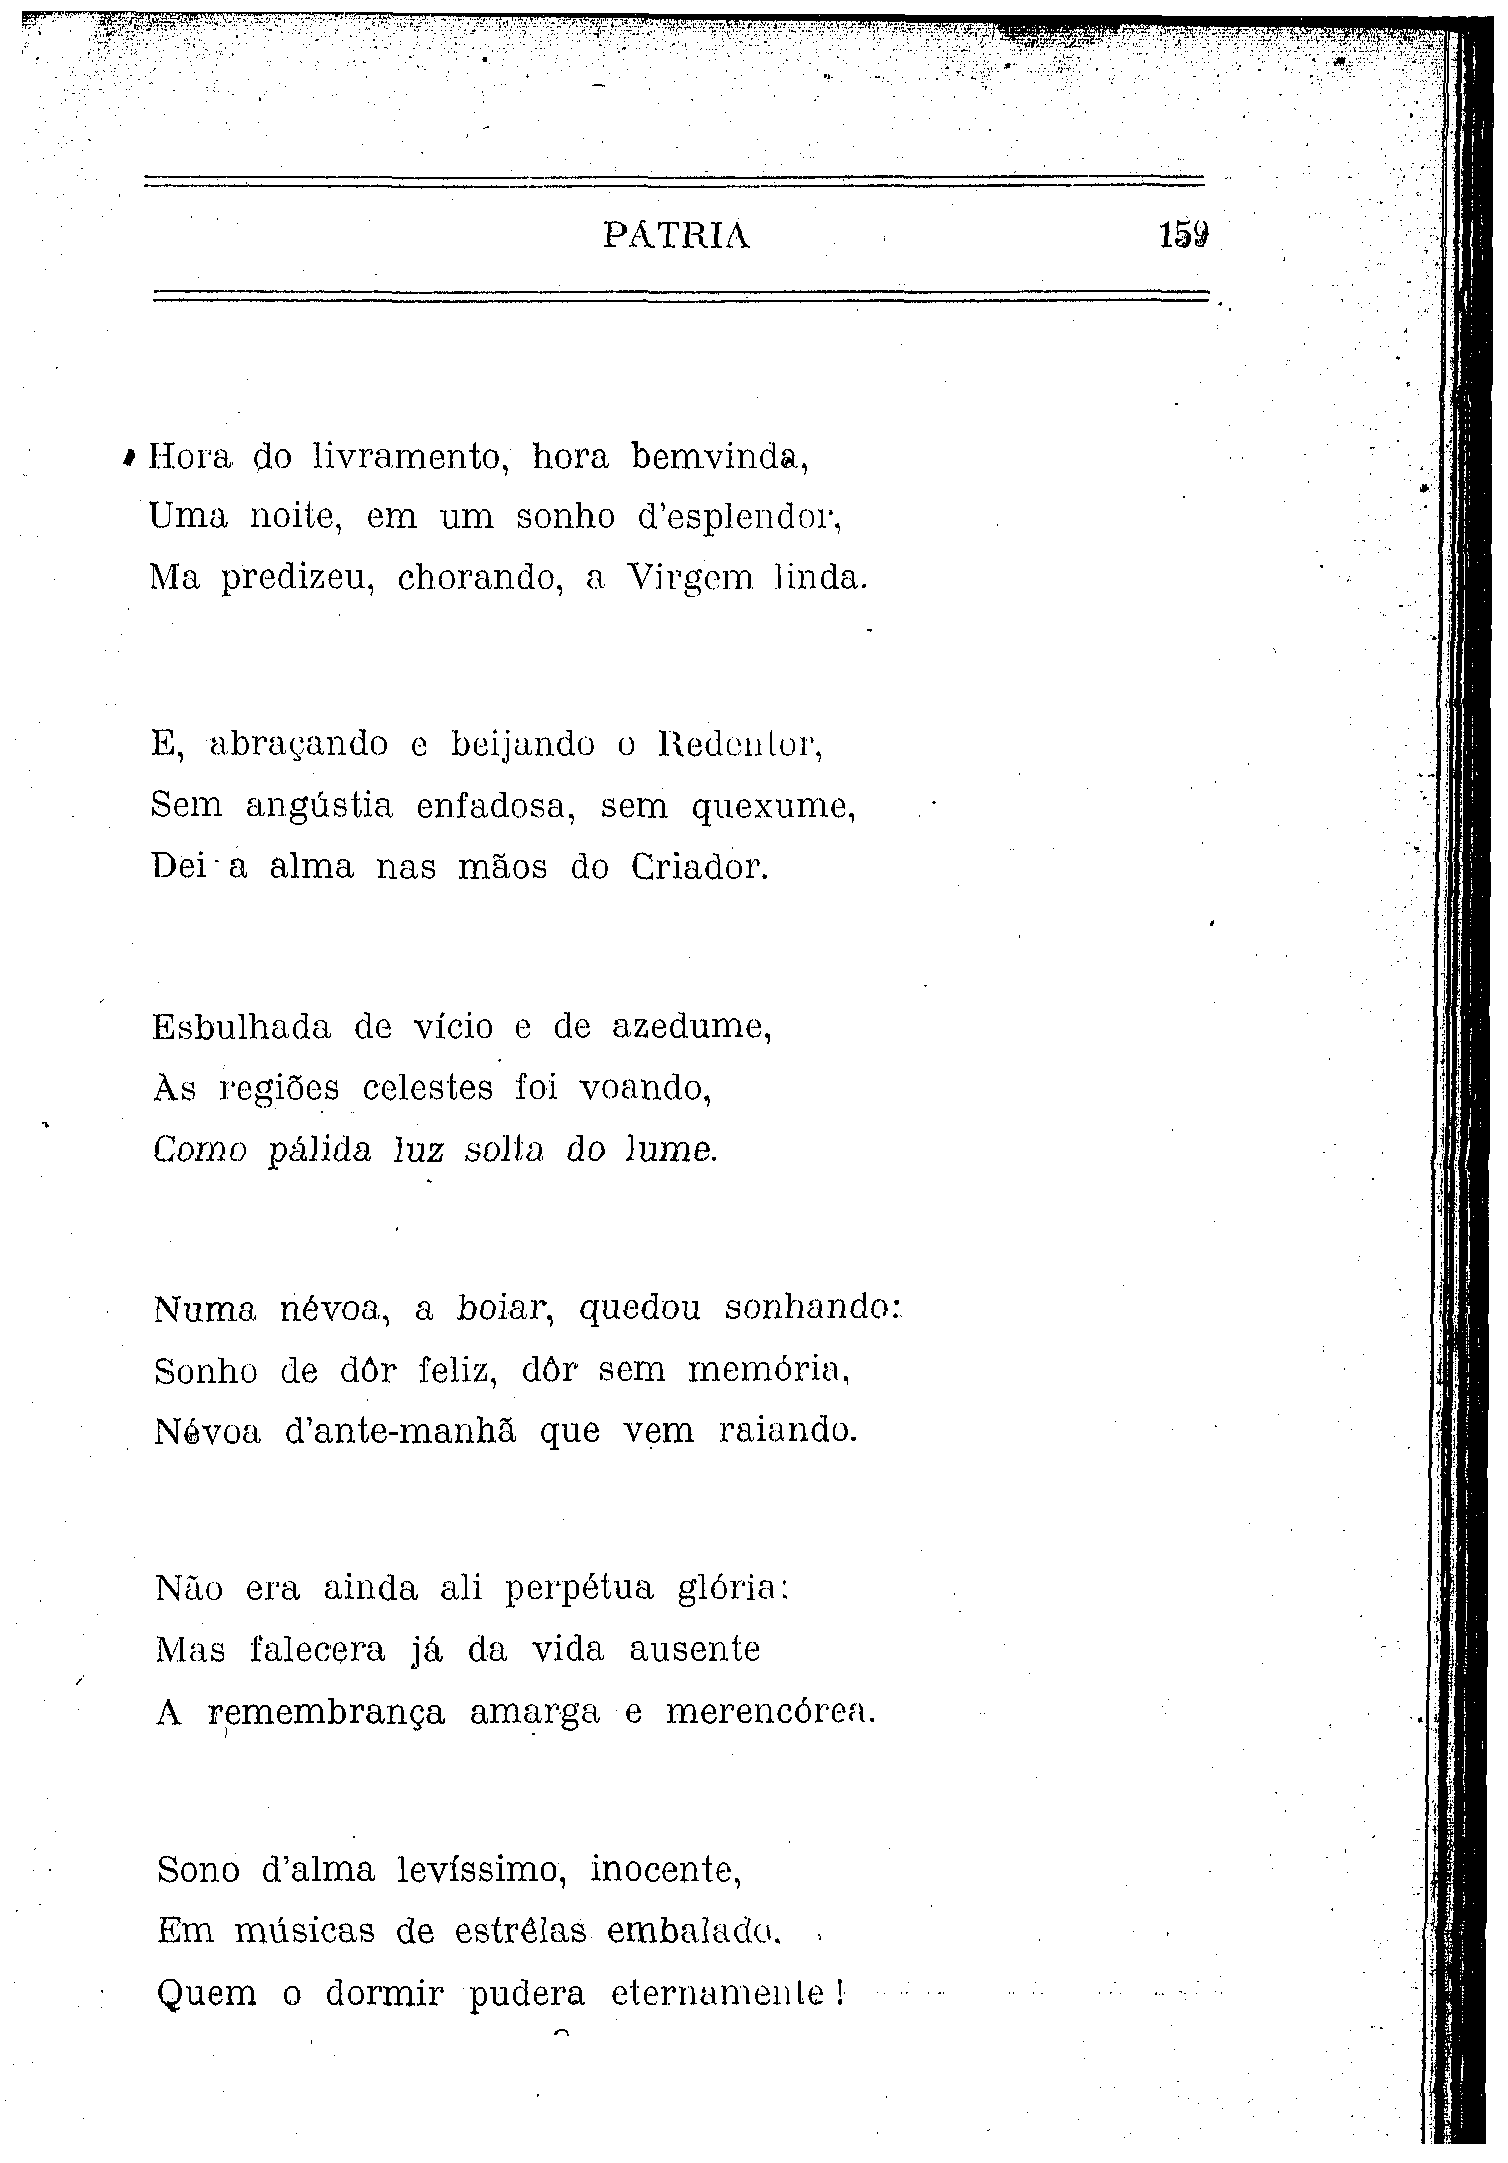 PÁTRIA 159
Hora do livramento, hora bemvinda,
Uma noite, em um sonho d'esplendor,
Ma predizeu, chorando, a Virgem linda.
E, abraçando e beijando o Redentor,
Sem angústia enfadosa, sem quexume,
Dei a alma nas mãos do Criador.
Esbulhada de vício e de azedume,
Às regiões celestes foi voando,
Como pálida luz solta do lume.
Numa névoa, a boiar, quedou sonhando:
Sonho de dôr feliz, dôr sem memória,
Névoa d'ante-manhã que vem raiando.
Não era ainda ali perpétua glória:
Mas falecera já da vida ausente
A remembrança amarga e merencórea.
Sono d'alma levíssimo, inocente,
Em músicas de estrêlas embalado.
Quem o dormir pudera eternamente!